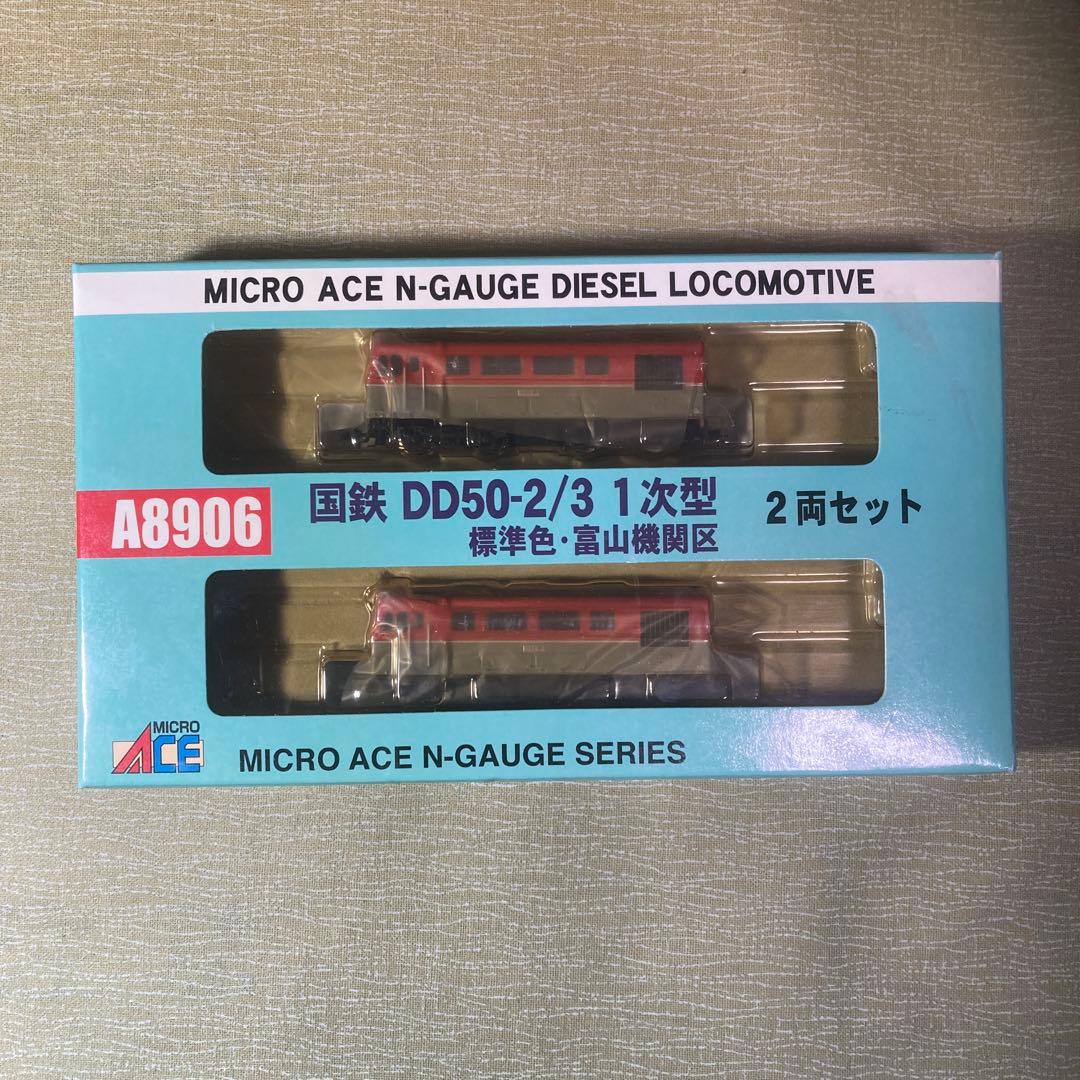 MICRO ACE N-GAUGE DIESEL LOCOMOTIVE
A8906
国鉄 DD50-2/3 1次型
標準色・富山機関区
2両セット
MICRO
ACE
MICRO ACE N-GAUGE SERIES